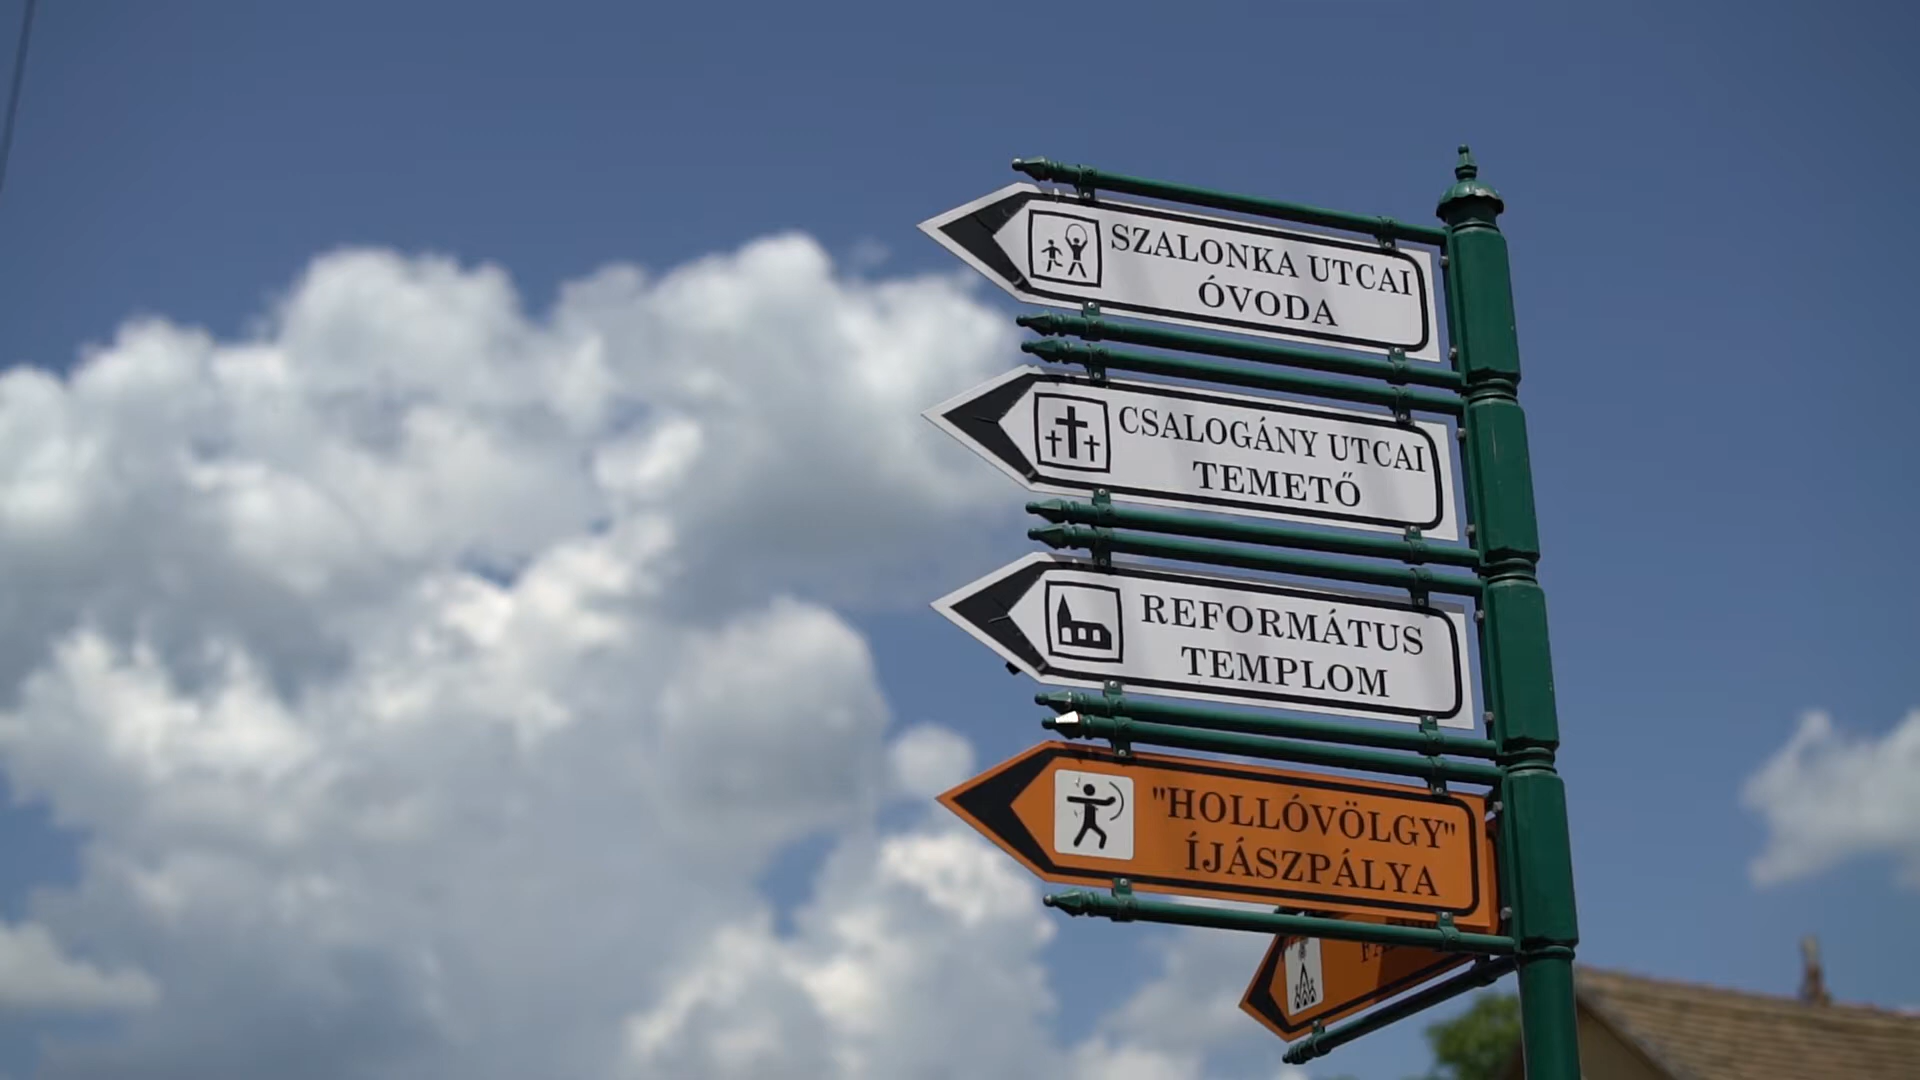 SZALONKA UTCAI
ÓVODA
CSALOGÁNY UTCAI
TEMETŐ
REFORMÁTUS
TEMPLOM
"HOLLÓVÖLGY"
ÍJÁSZPÁLYA